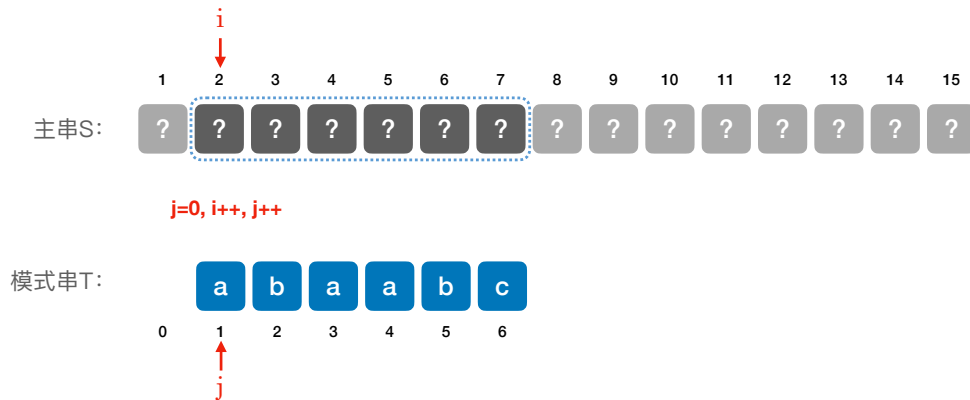 i
1 2 3 4 5 6 7 8 9 10 11 12 13 14 15
主串S: ? ? ? ? ? ? ? ? ? ? ? ? ? ? ?
j=0, i++, j++
模式串T: a b a a b c
0 1 2 3 4 5 6
j